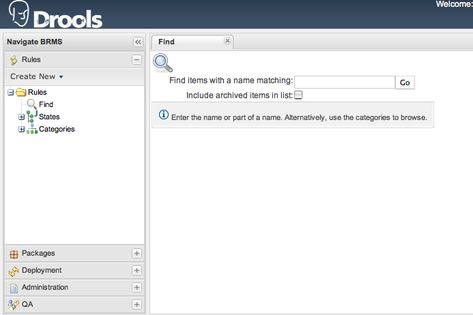 Drools
Welcome:
Navigate BRMS
Find
Rules
Create New
Rules
Find
States
Categories
Find items with a name matching:
Go
Include archived items in list:
Enter the name or part of a name. Alternatively, use the categories to browse.
Packages
Deployment
Administration
QA